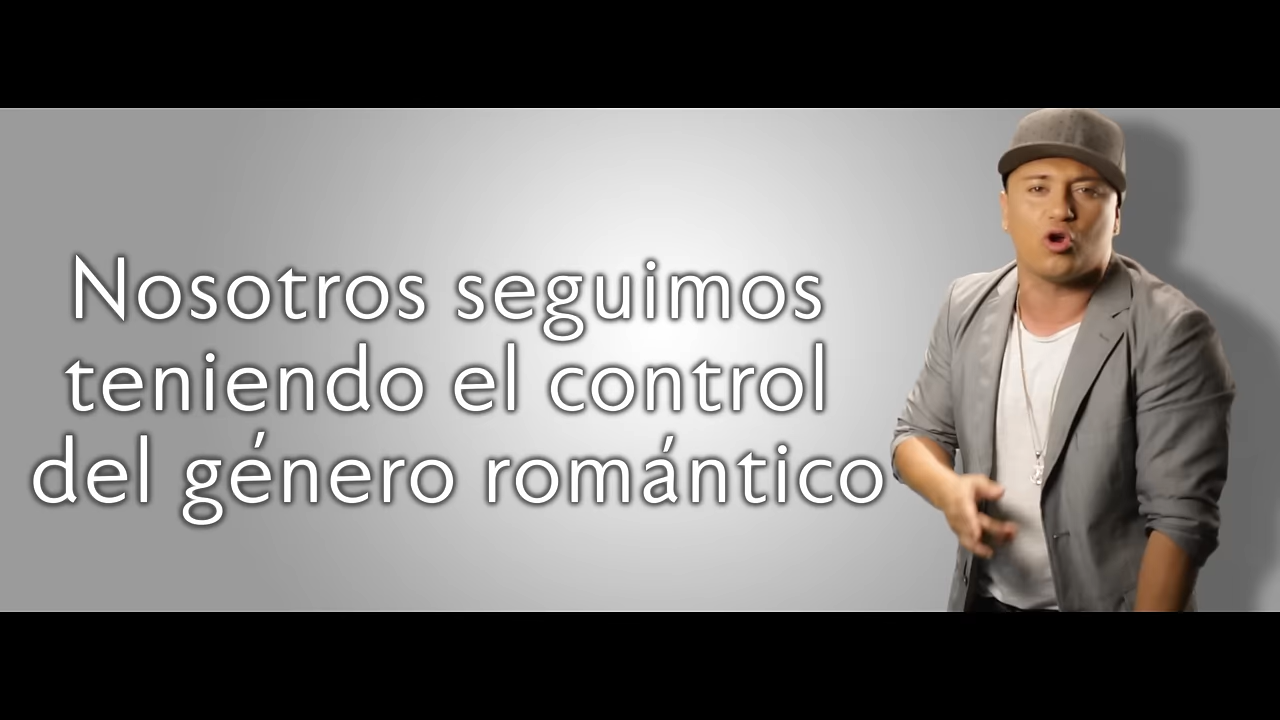 Nosotros seguimos
teniendo el control
del género romántico